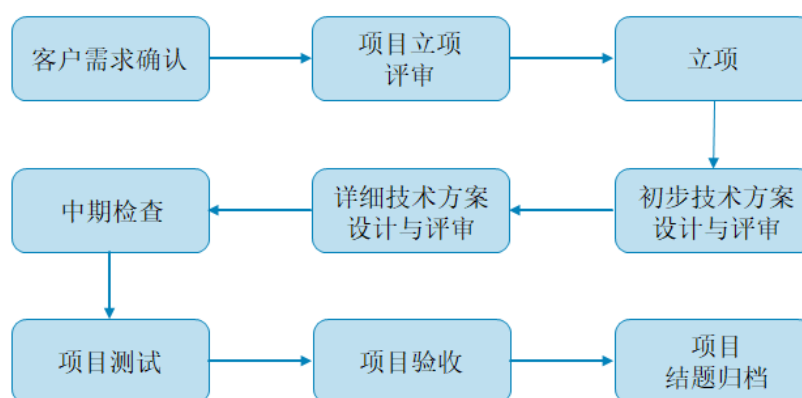 客户需求确认
项目立项
评审
立项
初步技术方案
设计与评审
详细技术方案
设计与评审
中期检查
项目测试
项目验收
项目
结题归档